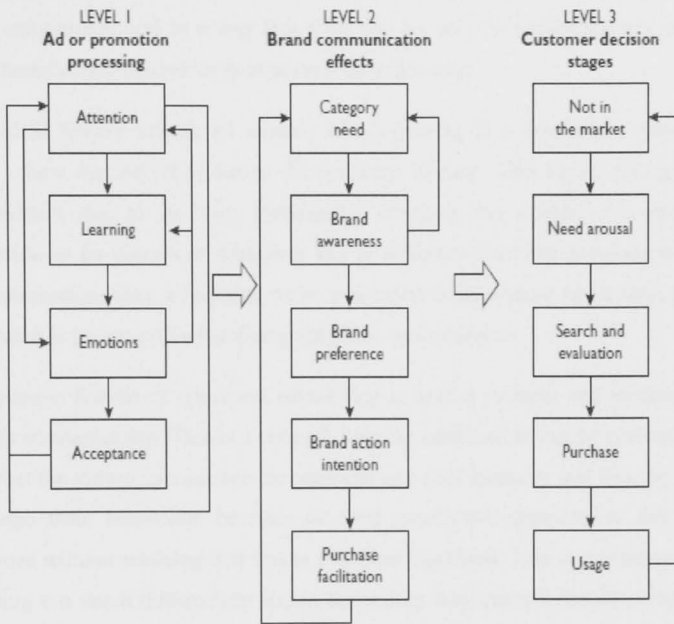 LEVEL 1
Ad or promotion
processing
Attention
Learning
Emotions
Acceptance
LEVEL 2
Brand communication
effects
Category
need
Brand
awareness
Brand
preference
Brand action
intention
Purchase
facilitation
LEVEL 3
Customer decision
stages
Not in
the market
Need arousal
Search and
evaluation
Purchase
Usage